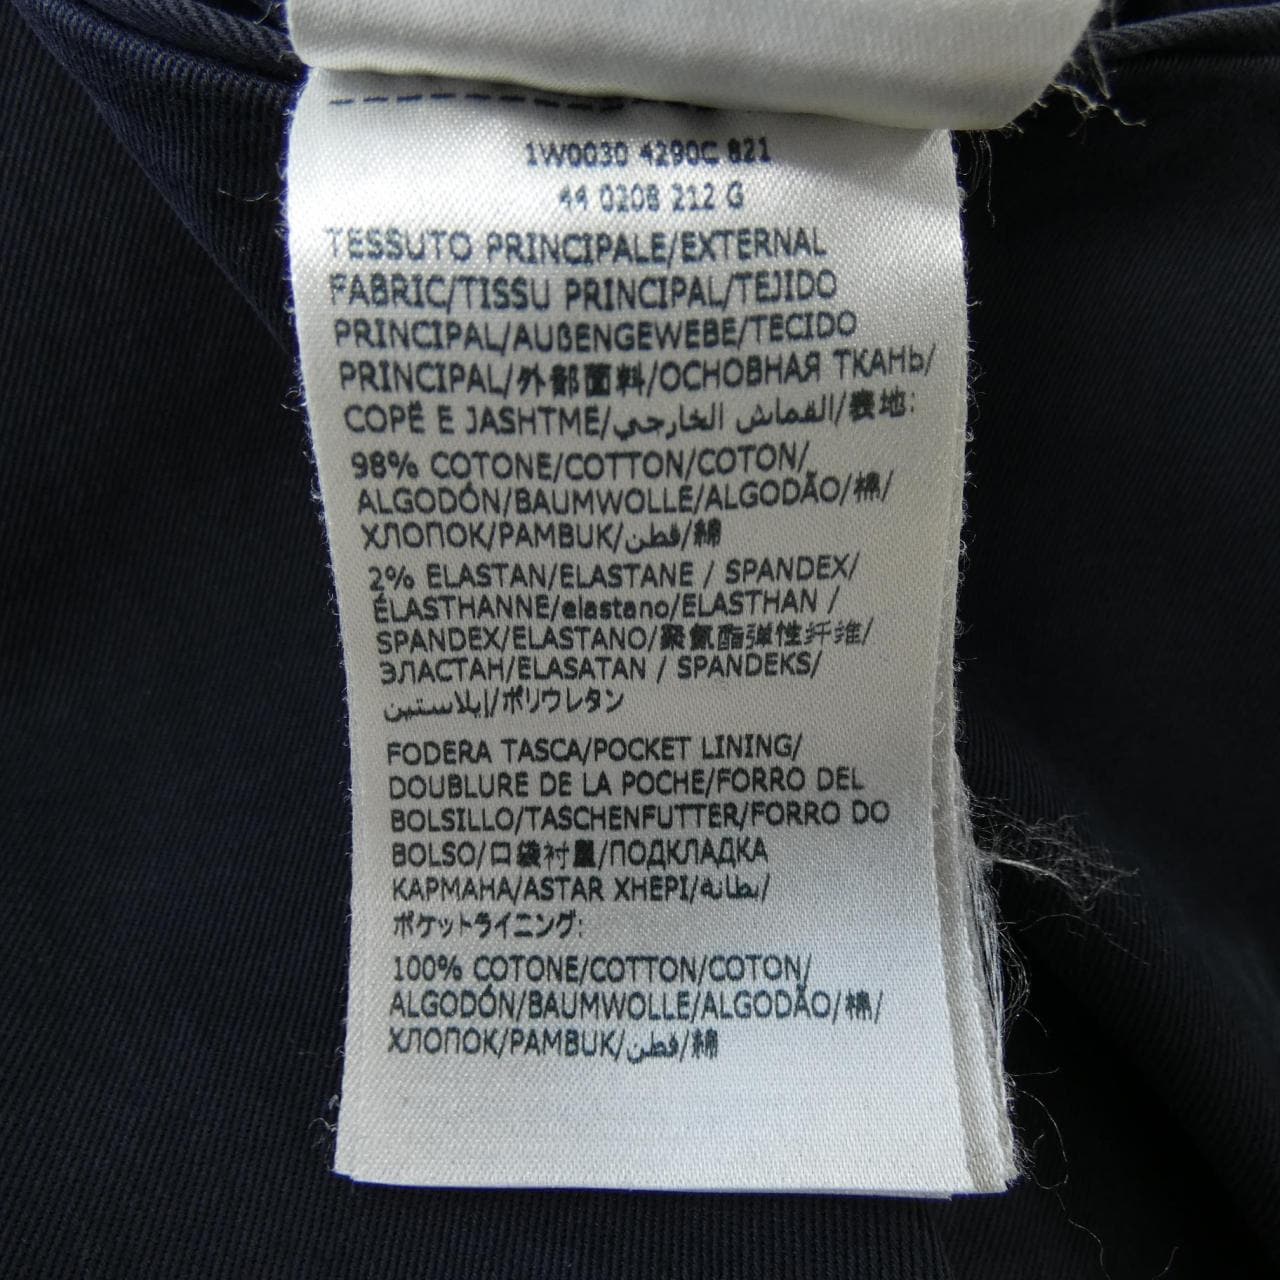 1W0030 4290C 821
44 0208 212 G
TESSUTO PRINCIPALE/EXTERNAL
FABRIC/TISSU PRINCIPAL/TEJIDO
PRINCIPAL/AUßENGEWEBE/TECIDO
PRINCIPAL/外部面料/ОСНОВНАЯ ТКАНЬ/
COPË E JASHTME/القماش الخارجي/表地:
98% COTONE/COTTON/COTON/
ALGODÓN/BAUMWOLLE/ALGODÃO/棉/
ХЛОПОК/PAMBUK/قطن/綿
2% ELASTAN/ELASTANE / SPANDEX/
ÉLASTHANNE/elastano/ELASTHAN /
SPANDEX/ELASTANO/聚氨酯弹性纤维/
ЭЛАСТАН/ELASATAN / SPANDEKS/
إيلاستين/ポリウレタン
FODERA TASCA/POCKET LINING/
DOUBLURE DE LA POCHE/FORRO DEL
BOLSILLO/TASCHENFUTTER/FORRO DO
BOLSO/口袋衬里/ПОДКЛАДКА
КАРМАНА/ASTAR XHEPI/بطانة/
ポケットライニング:
100% COTONE/COTTON/COTON/
ALGODÓN/BAUMWOLLE/ALGODÃO/棉/
ХЛОПОК/PAMBUK/قطن/綿